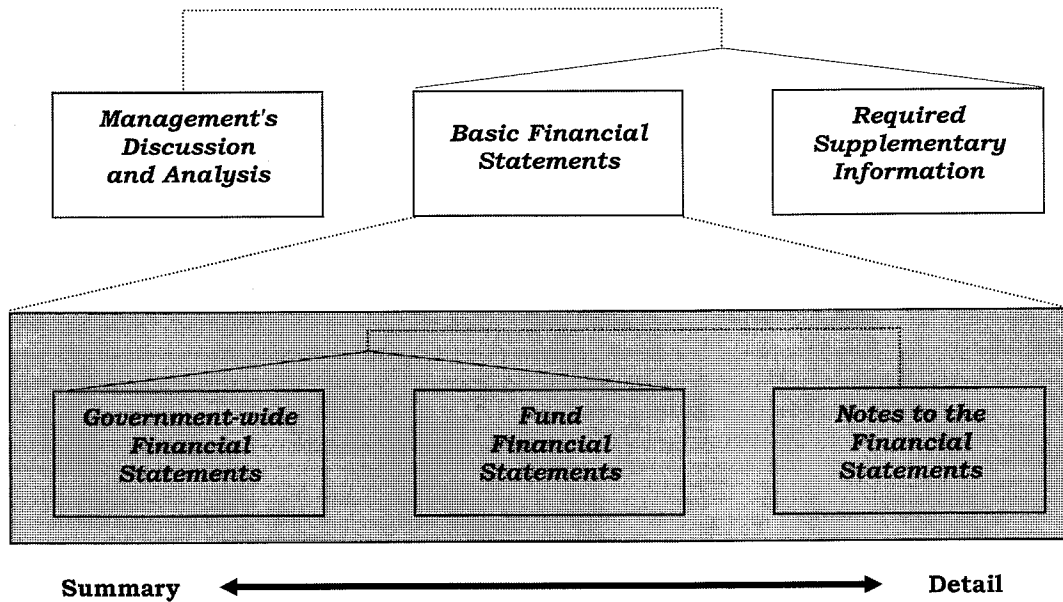 Management's
Discussion
and Analysis
Basic Financial
Statements
Required
Supplementary
Information
Government-wide
Financial
Statements
Fund
Financial
Statements
Notes to the
Financial
Statements
Summary
Detail